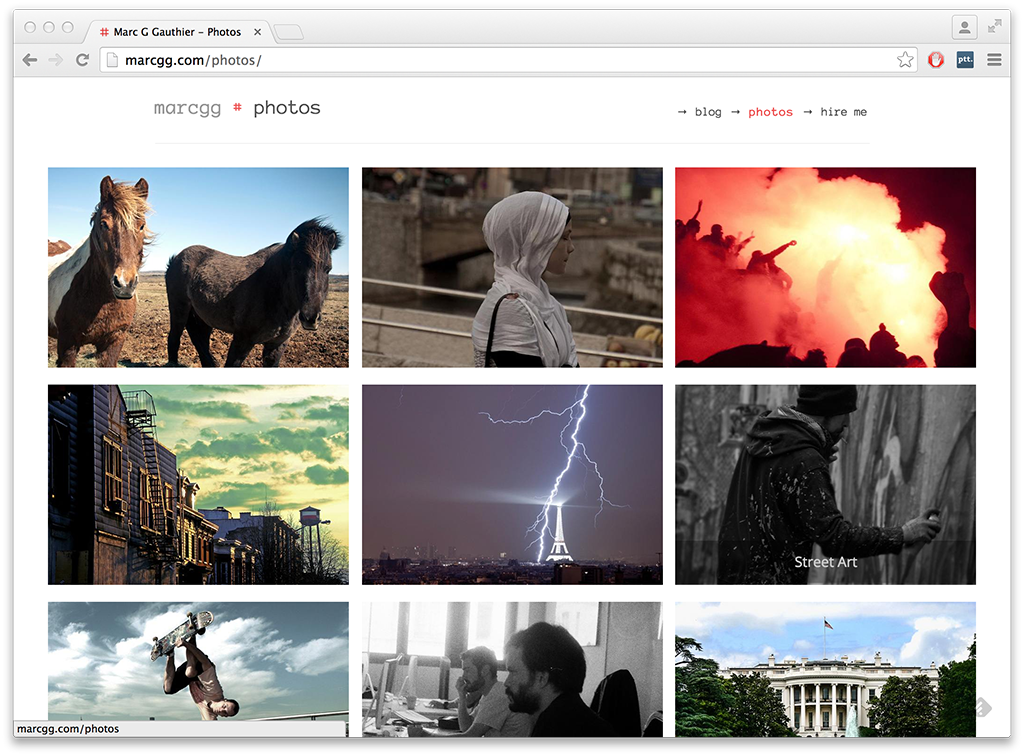 # Marc G Gauthier – Photos ×
marcgg.com/photos/
ptt.
marcgg # photos
→ blog → photos → hire me
Street Art
marcgg.com/photos